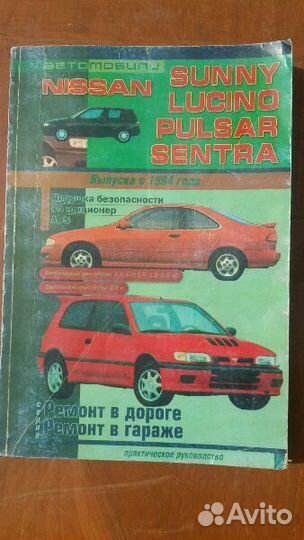 автомобили
NISSAN
SUNNY
LUCINO
PULSAR
SENTRA
Выпуска с 1994 года
Подушка безопасности
Кондиционер
ABS
серия
Ремонт в дороге
Ремонт в гараже
практическое руководство
Avito